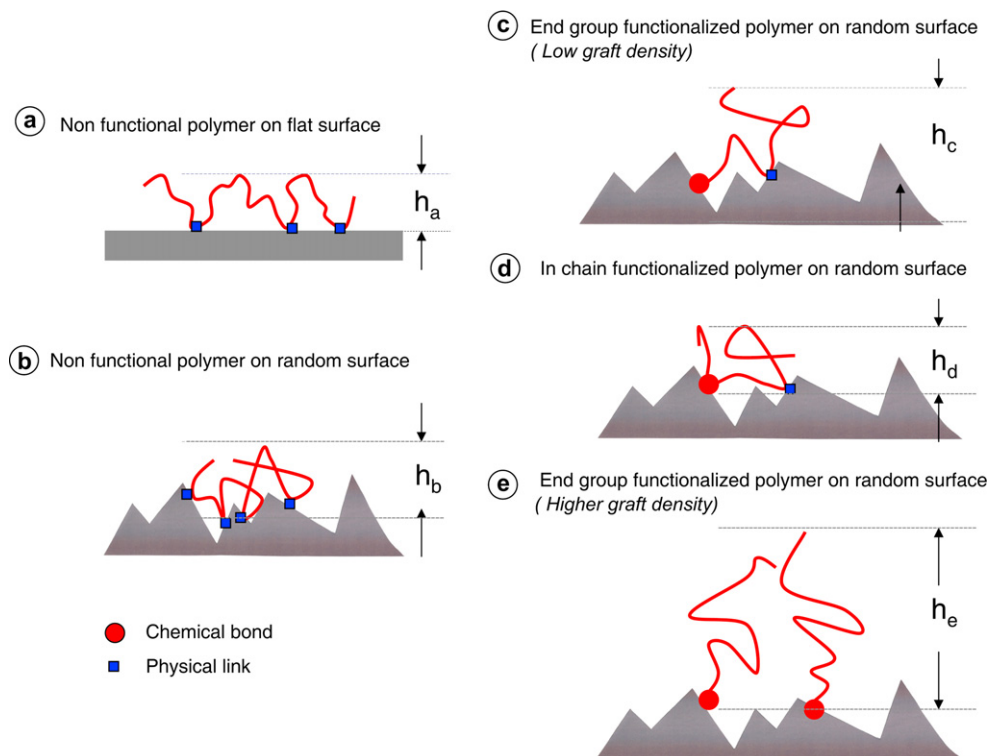 a Non functional polymer on flat surface
h_a
b Non functional polymer on random surface
h_b
Chemical bond
Physical link
c End group functionalized polymer on random surface
( Low graft density)
h_c
d In chain functionalized polymer on random surface
h_d
e End group functionalized polymer on random surface
( Higher graft density)
h_e